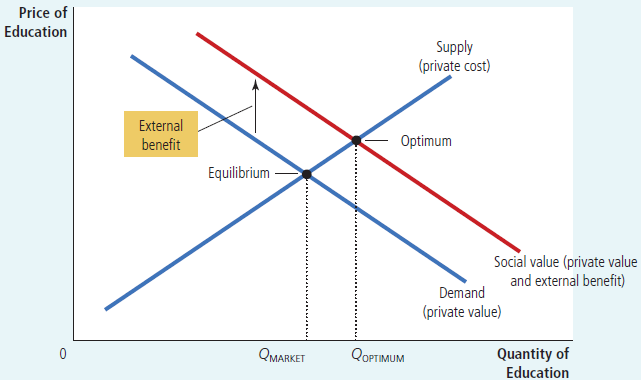 Price of
Education
Supply
(private cost)
External
benefit
Optimum
Equilibrium
Social value (private value
and external benefit)
Demand
(private value)
0
QMARKET
QOPTIMUM
Quantity of
Education